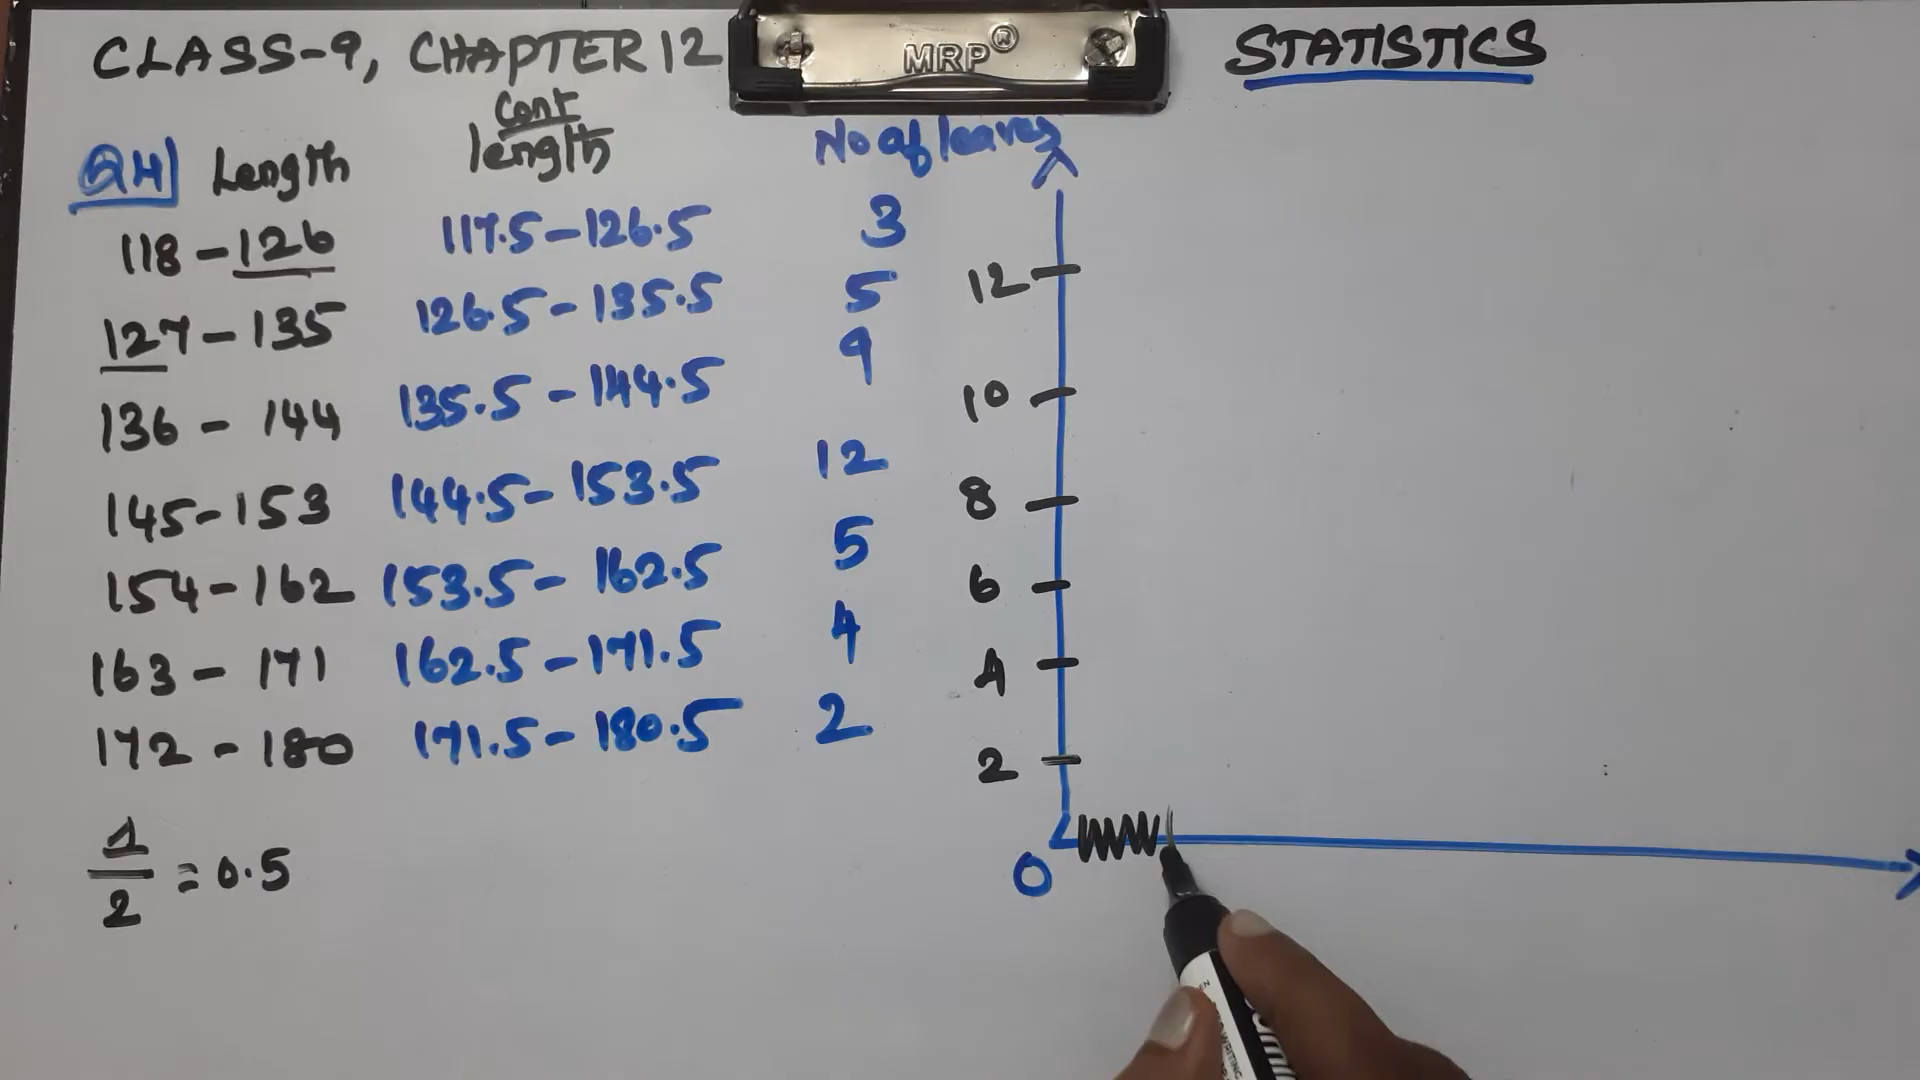 CLASS-9, CHAPTER 12
MRP®
STATISTICS
Q4) Length
Cont length
No of leaves
118 - 126 117.5 - 126.5 3
127 - 135 126.5 - 135.5 5
136 - 144 135.5 - 144.5 9
145 - 153 144.5 - 153.5 12
154 - 162 153.5 - 162.5 5
163 - 171 162.5 - 171.5 4
172 - 180 171.5 - 180.5 2
1/2 = 0.5
12
10
8
6
4
2
0